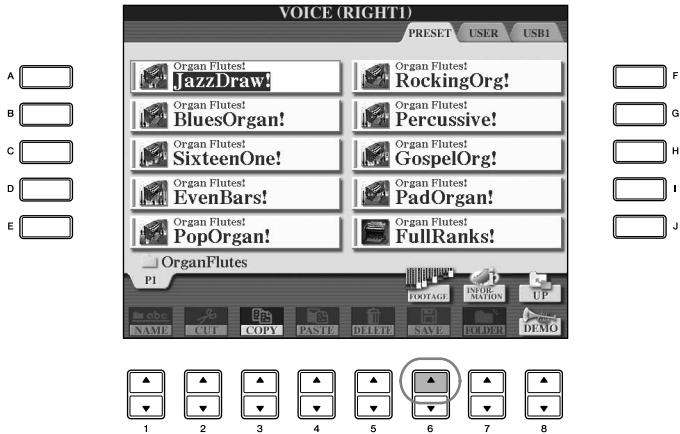 VOICE (RIGHT1)
PRESET USER USB1
A
B
C
D
E
Organ Flutes!
JazzDraw!
Organ Flutes!
BluesOrgan!
Organ Flutes!
SixteenOne!
Organ Flutes!
EvenBars!
Organ Flutes!
PopOrgan!
Organ Flutes!
RockingOrg!
Organ Flutes!
Percussive!
Organ Flutes!
GospelOrg!
Organ Flutes!
PadOrgan!
Organ Flutes!
FullRanks!
F
G
H
I
J
OrganFlutes
P1
FOOTAGE
INFOR-
MATION
UP
abc
NAME CUT COPY PASTE DELETE SAVE FOLDER DEMO
1 2 3 4 5 6 7 8